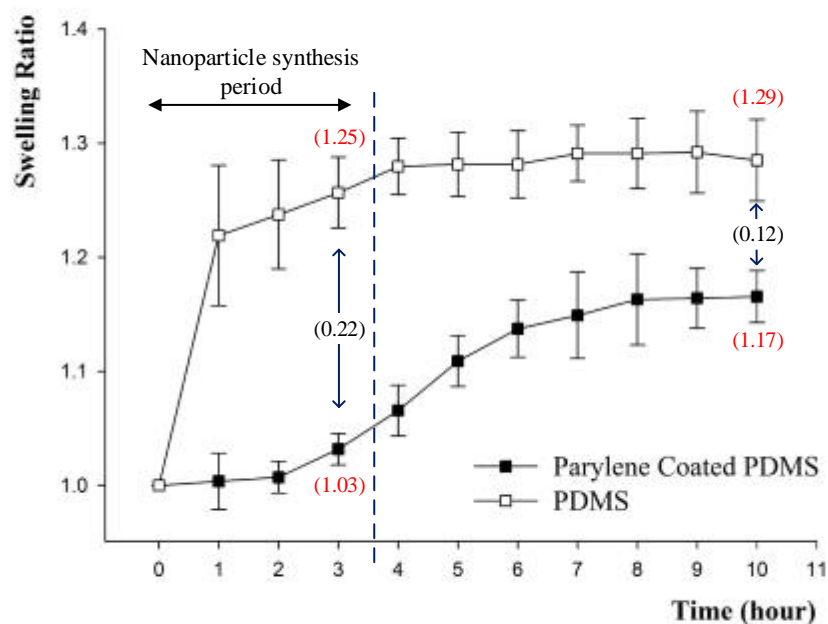 Swelling Ratio
1.4
1.3
1.2
1.1
1.0
Nanoparticle synthesis
period
(1.25)
(1.29)
(0.22)
(0.12)
(1.03)
(1.17)
Parylene Coated PDMS
PDMS
0 1 2 3 4 5 6 7 8 9 10 11
Time (hour)